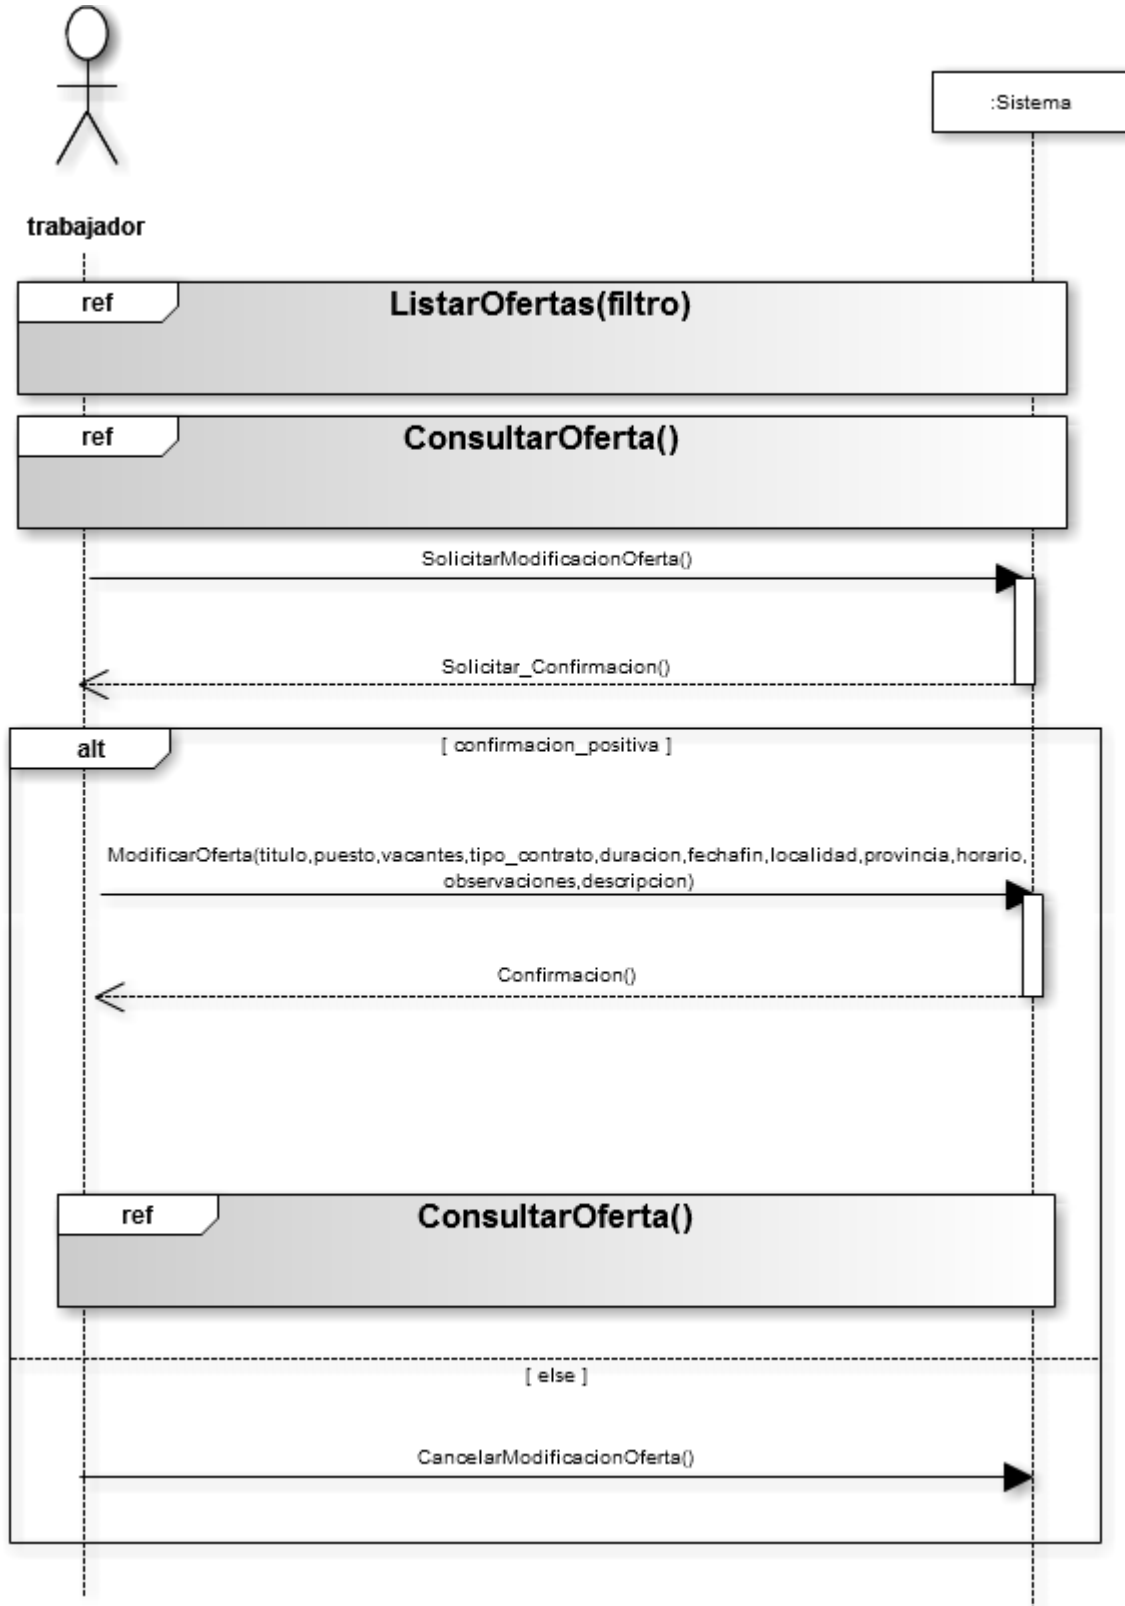 :Sistema
trabajador
ref
ListarOfertas(filtro)
ref
ConsultarOferta()
SolicitarModificacionOferta()
Solicitar_Confirmacion()
alt
[ confirmacion_positiva ]
ModificarOferta(titulo,puesto,vacantes,tipo_contrato,duracion,fechafin,localidad,provincia,horario,
observaciones,descripcion)
Confirmacion()
ref
ConsultarOferta()
[ else ]
CancelarModificacionOferta()